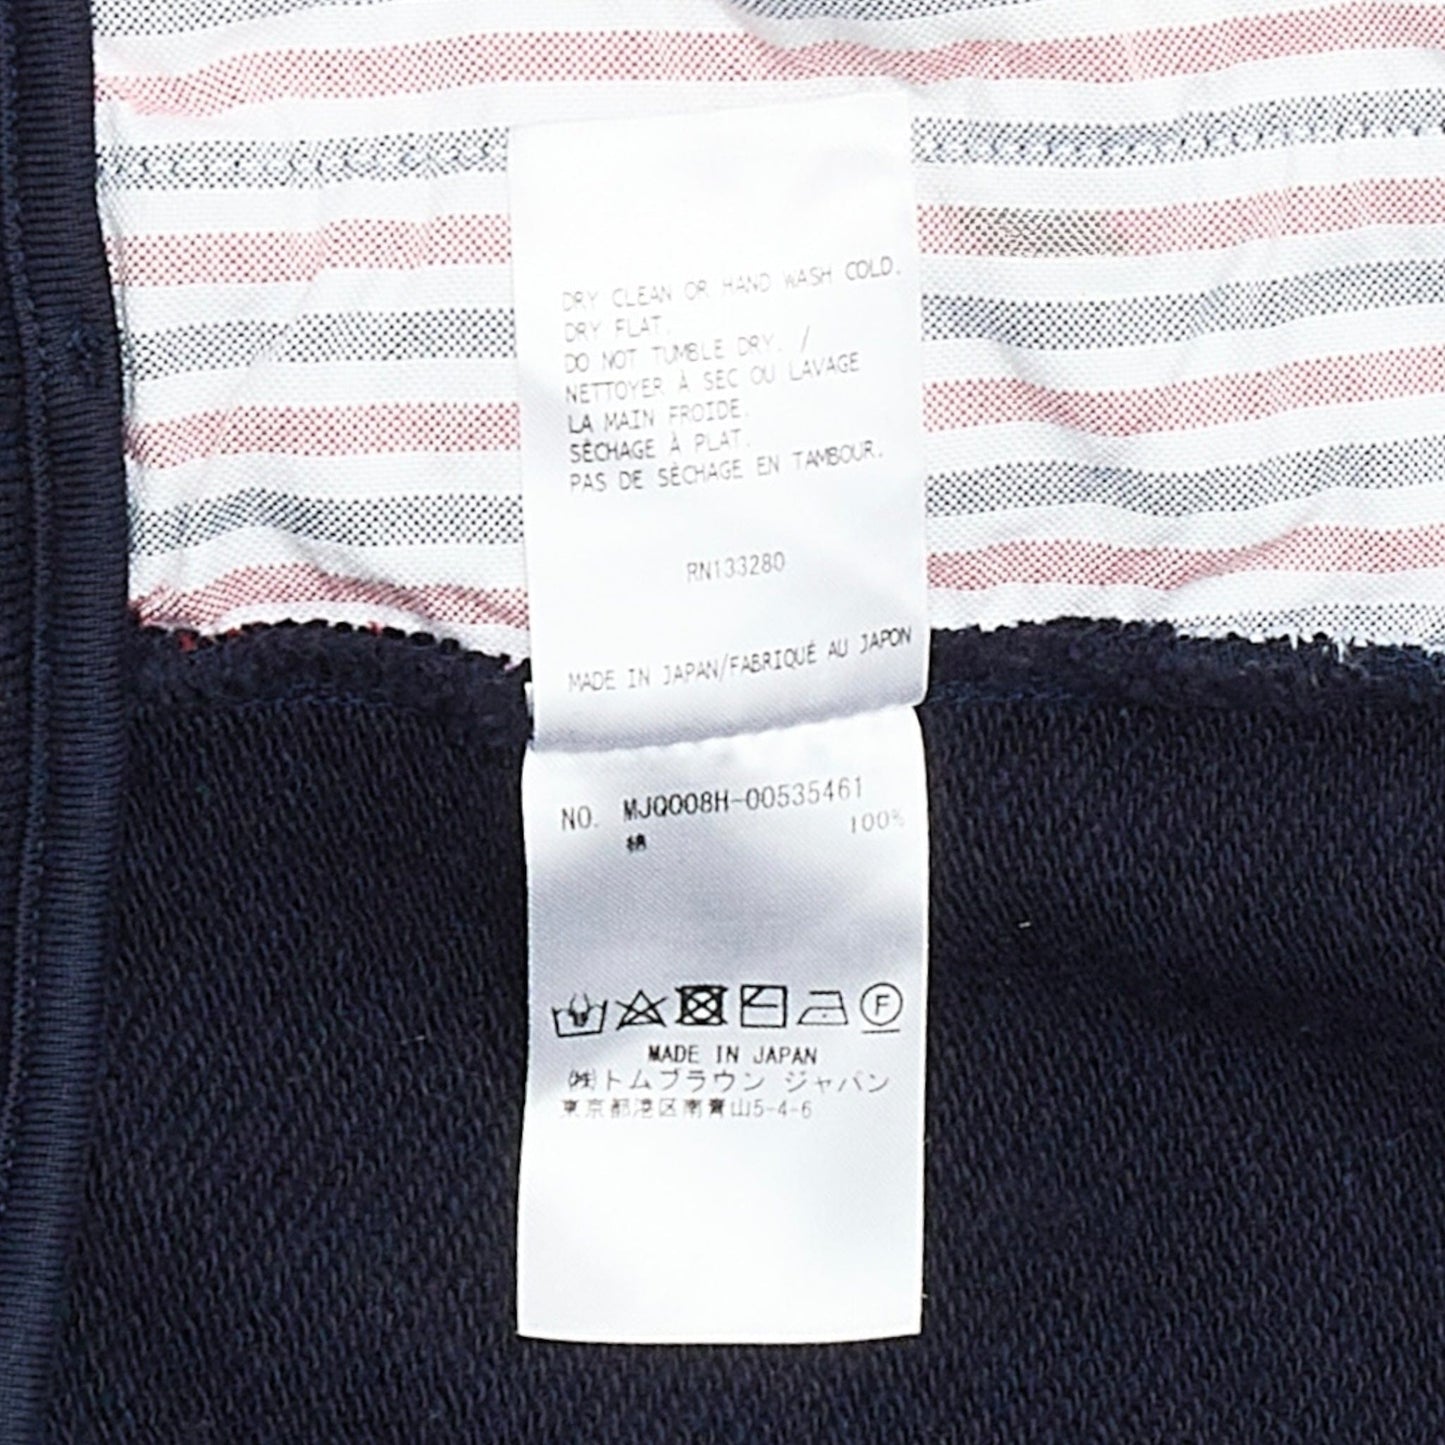 DRY CLEAN OR HAND WASH COLD.
DRY FLAT.
DO NOT TUMBLE DRY. /
NETTOYER À SEC OU LAVAGE
LA MAIN FROIDE.
SÈCHAGE À PLAT.
PAS DE SÈCHAGE EN TAMBOUR.
RN133280
MADE IN JAPAN/FABRIQUÉ AU JAPON
NO. MJQ008H-00535461
綿 100%
F
MADE IN JAPAN
㈱トムブラウン ジャパン
東京都港区南青山5-4-6